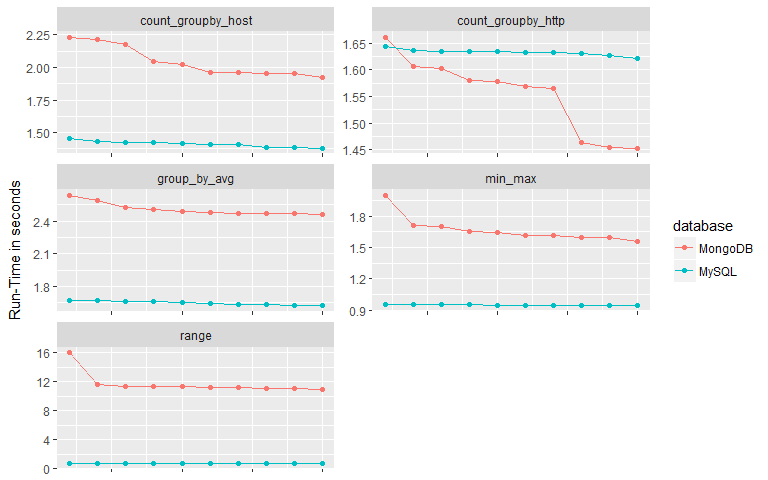 count_groupby_host
count_groupby_http
2.25
2.00
1.75
1.50
1.65
1.60
1.55
1.50
1.45
group_by_avg
min_max
2.4
1.8
1.8
1.5
1.2
0.9
range
16
12
8
4
0
Run-Time in seconds
database
MongoDB
MySQL